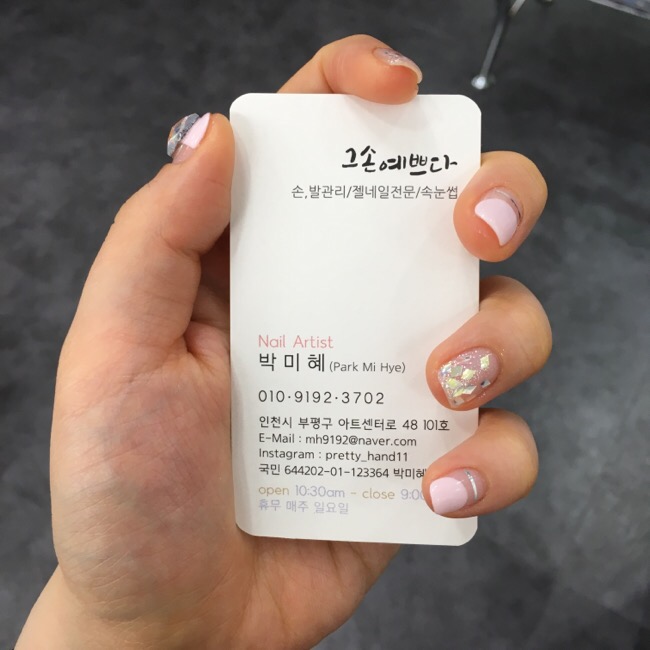 그손예쁘다
손,발관리/젤네일전문/속눈썹
Nail Artist
박미혜 (Park Mi Hye)
010·9192·3702
인천시 부평구 아트센터로 48 101호
E-Mail : mh9192@naver.com
Instagram : pretty_hand11
국민 644202-01-123364 박미혜
open 10:30am - close 9:0
휴무 매주 일요일